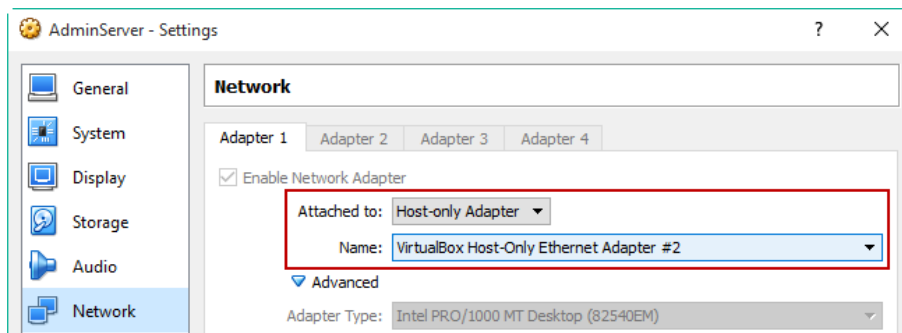 AdminServer - Settings ?
General
Network
System
Adapter 1 Adapter 2 Adapter 3 Adapter 4
Display
Enable Network Adapter
Attached to: Host-only Adapter
Storage
Name: VirtualBox Host-Only Ethernet Adapter #2
Audio
Advanced
Network
Adapter Type: Intel PRO/1000 MT Desktop (82540EM)